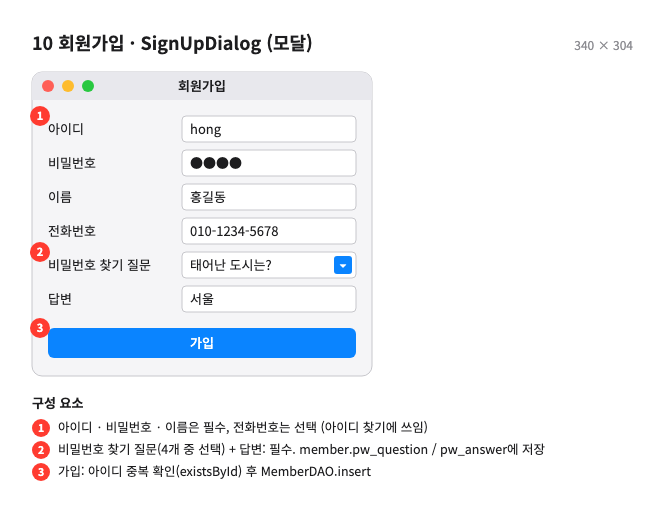 10 회원가입 · SignUpDialog (모달)
340 × 304
회원가입
1
아이디 hong
비밀번호 ●●●●
이름 홍길동
전화번호 010-1234-5678
2
비밀번호 찾기 질문 태어난 도시는?
답변 서울
3
가입
구성 요소
1 아이디 · 비밀번호 · 이름은 필수, 전화번호는 선택 (아이디 찾기에 쓰임)
2 비밀번호 찾기 질문(4개 중 선택) + 답변: 필수. member.pw_question / pw_answer에 저장
3 가입: 아이디 중복 확인(existsById) 후 MemberDAO.insert